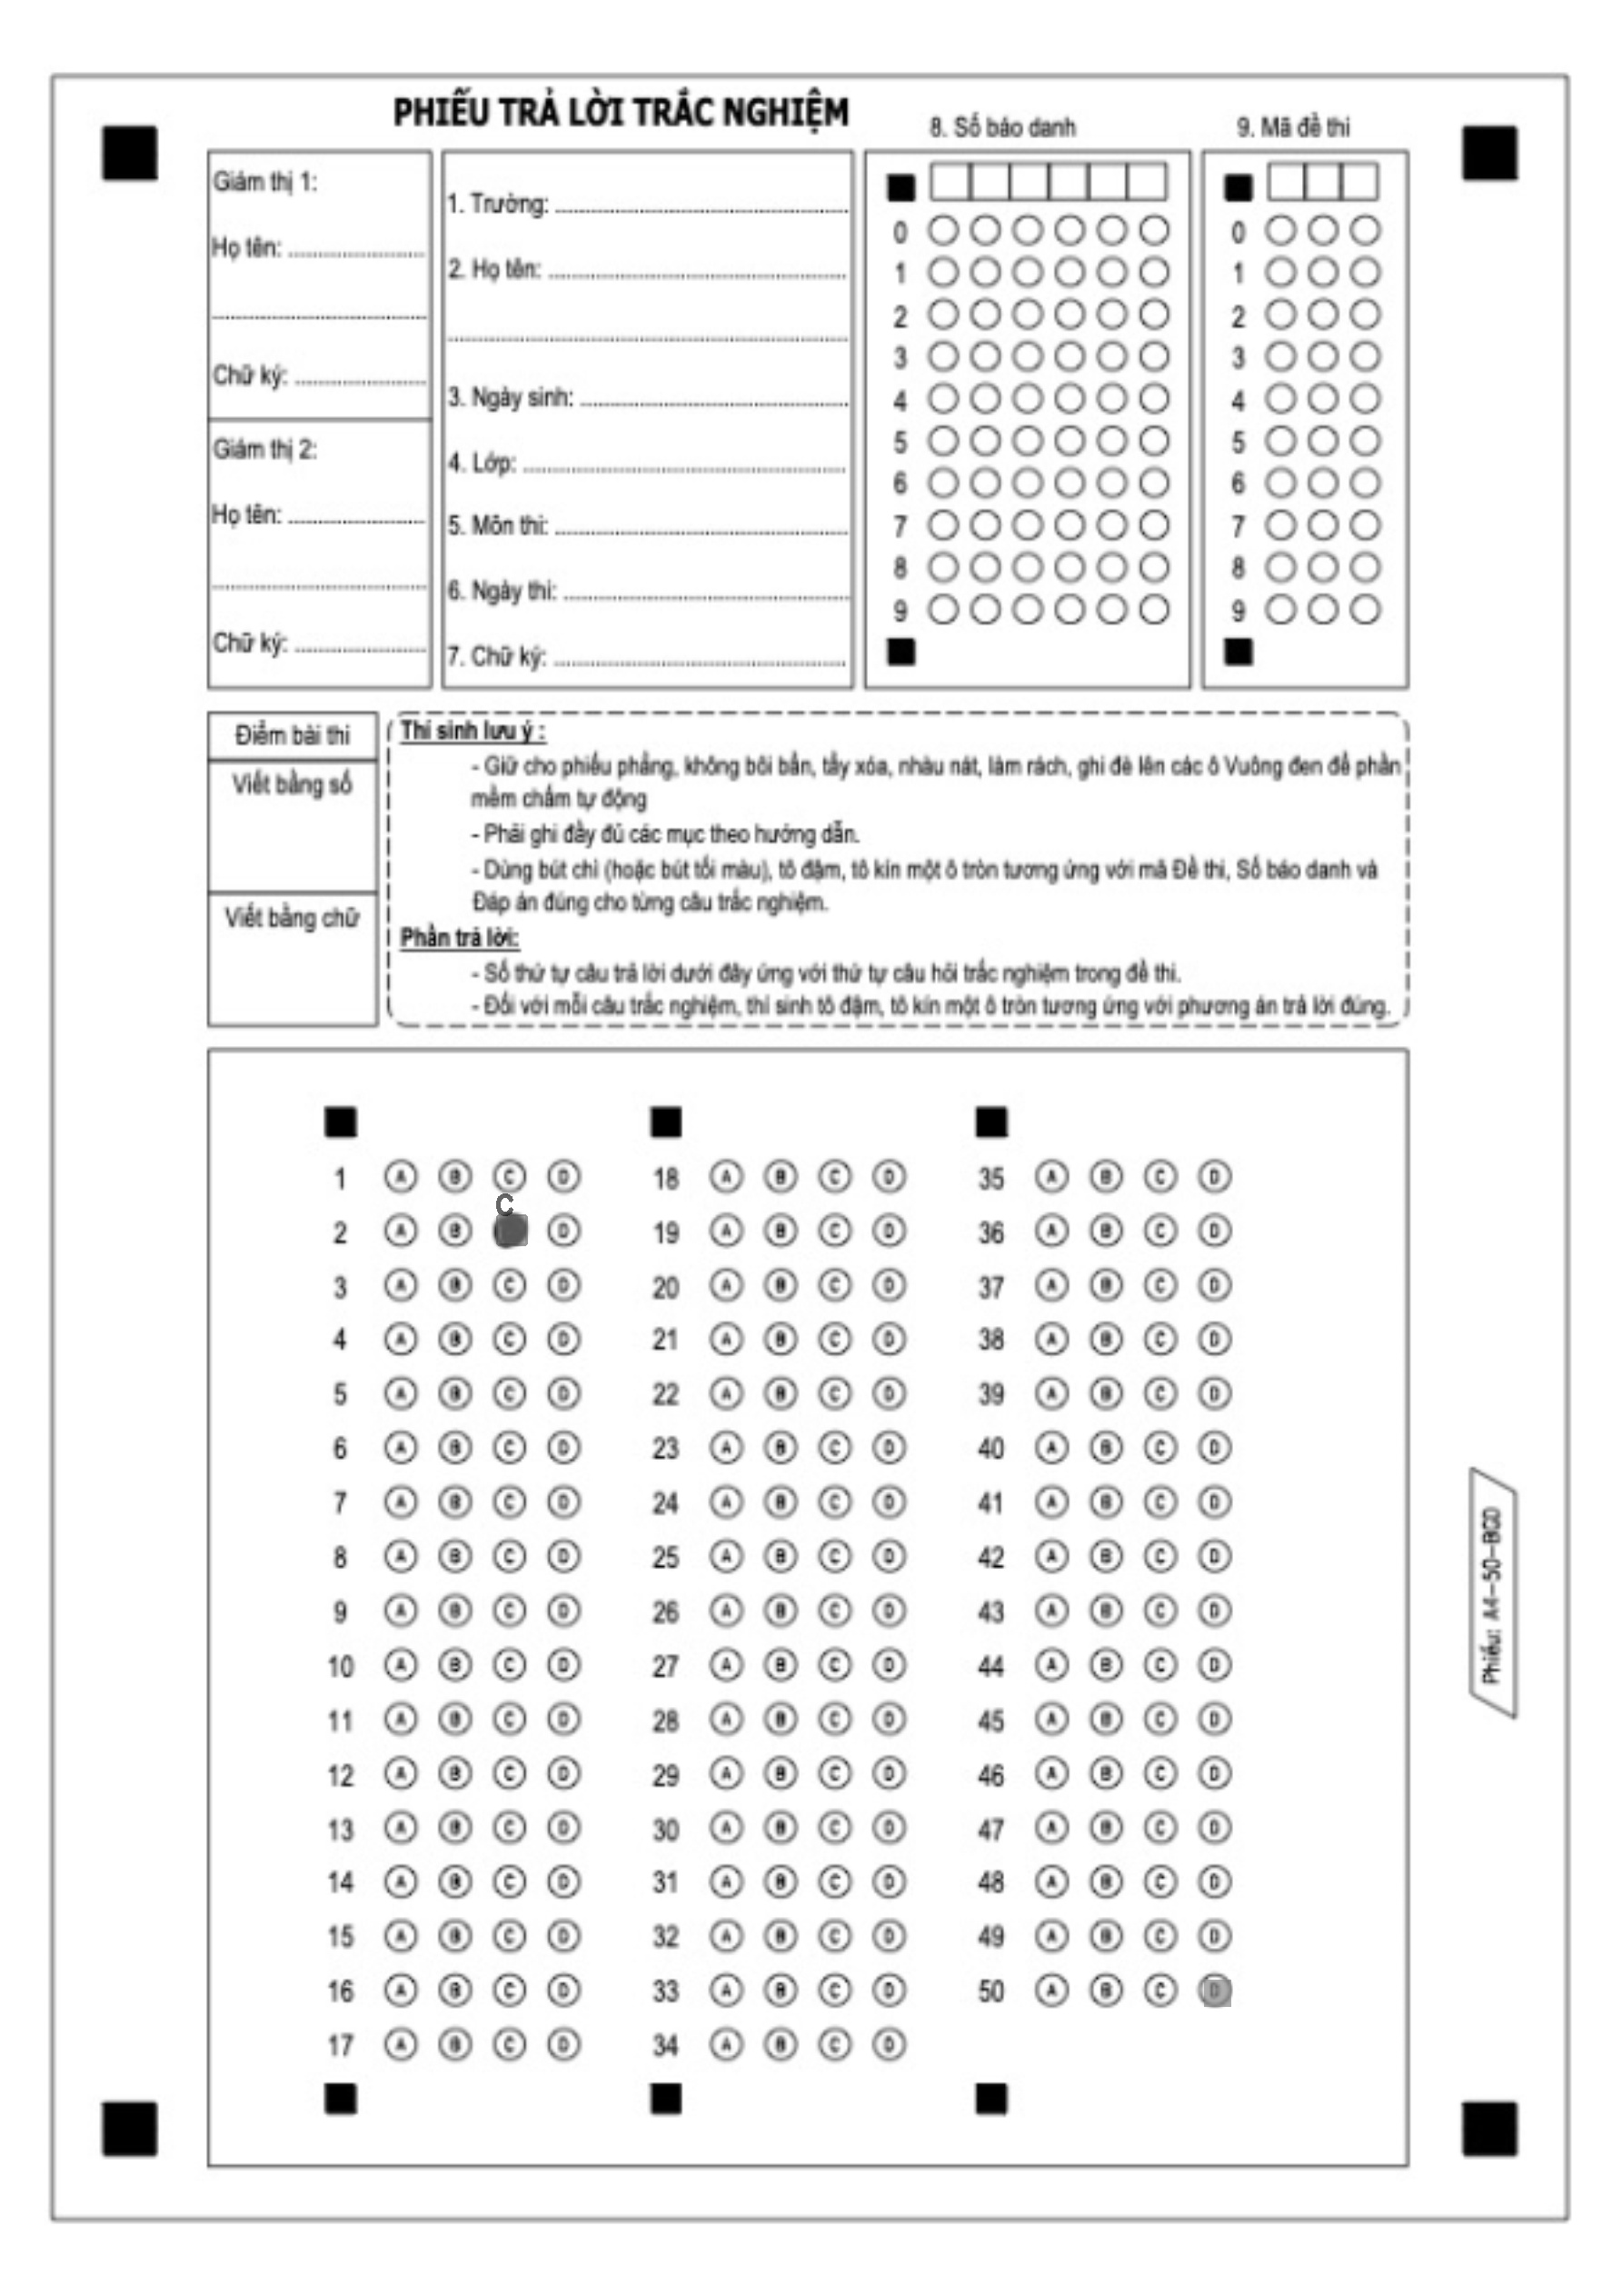 PHIẾU TRẢ LỜI TRẮC NGHIỆM
8. Số báo danh
9. Mã đề thi
Giám thị 1:
Họ tên:
Chữ ký:
Giám thị 2:
Họ tên:
Chữ ký:
1. Trường:
2. Họ tên:
3. Ngày sinh:
4. Lớp:
5. Môn thi:
6. Ngày thi:
7. Chữ ký:
0 0
1 1
2 2
3 3
4 4
5 5
6 6
7 7
8 8
9 9
Điểm bài thi
Viết bằng số
Viết bằng chữ
Thí sinh lưu ý :
- Giữ cho phiếu phẳng, không bôi bẩn, tẩy xóa, nhàu nát, làm rách, ghi đè lên các ô Vuông đen để phần
mềm chấm tự động
- Phải ghi đầy đủ các mục theo hướng dẫn.
- Dùng bút chì (hoặc bút tối màu), tô đậm, tô kín một ô tròn tương ứng với mã Đề thi, Số báo danh và
Đáp án đúng cho từng câu trắc nghiệm.
Phần trả lời:
- Số thứ tự câu trả lời dưới đây ứng với thứ tự câu hỏi trắc nghiệm trong đề thi.
- Đối với mỗi câu trắc nghiệm, thí sinh tô đậm, tô kín một ô tròn tương ứng với phương án trả lời đúng.
1 A B C D 18 A B C D 35 A B C D
C
2 A B D 19 A B C D 36 A B C D
3 A B C D 20 A B C D 37 A B C D
4 A B C D 21 A B C D 38 A B C D
5 A B C D 22 A B C D 39 A B C D
6 A B C D 23 A B C D 40 A B C D
7 A B C D 24 A B C D 41 A B C D
8 A B C D 25 A B C D 42 A B C D
9 A B C D 26 A B C D 43 A B C D
10 A B C D 27 A B C D 44 A B C D
11 A B C D 28 A B C D 45 A B C D
12 A B C D 29 A B C D 46 A B C D
13 A B C D 30 A B C D 47 A B C D
14 A B C D 31 A B C D 48 A B C D
15 A B C D 32 A B C D 49 A B C D
16 A B C D 33 A B C D 50 A B C D
17 A B C D 34 A B C D
Phiếu: A4-50-BGD